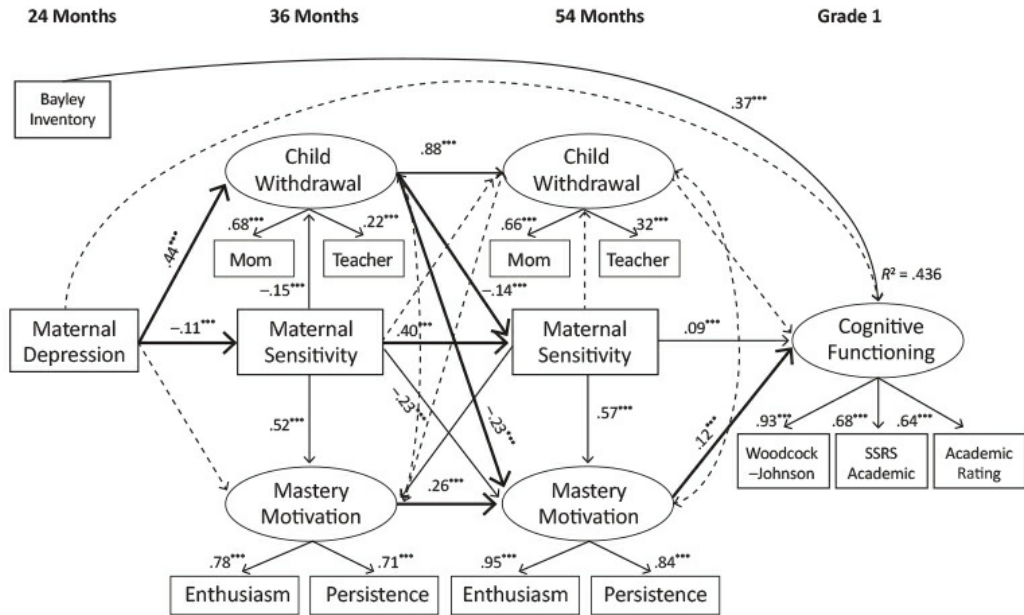 24 Months
36 Months
54 Months
Grade 1
Bayley
Inventory
.37***
Child
Withdrawal
.88***
Child
Withdrawal
.44***
.68***
.22***
Mom
Teacher
.66***
.32***
Mom
Teacher
−.15***
−.14***
R² = .436
Maternal
Depression
−.11***
Maternal
Sensitivity
.40***
Maternal
Sensitivity
.09***
Cognitive
Functioning
.52***
−.23***
−.23***
.57***
.12***
.93***
.68***
.64***
Woodcock
–Johnson
SSRS
Academic
Academic
Rating
Mastery
Motivation
.26***
Mastery
Motivation
.78***
.71***
.95***
.84***
Enthusiasm
Persistence
Enthusiasm
Persistence